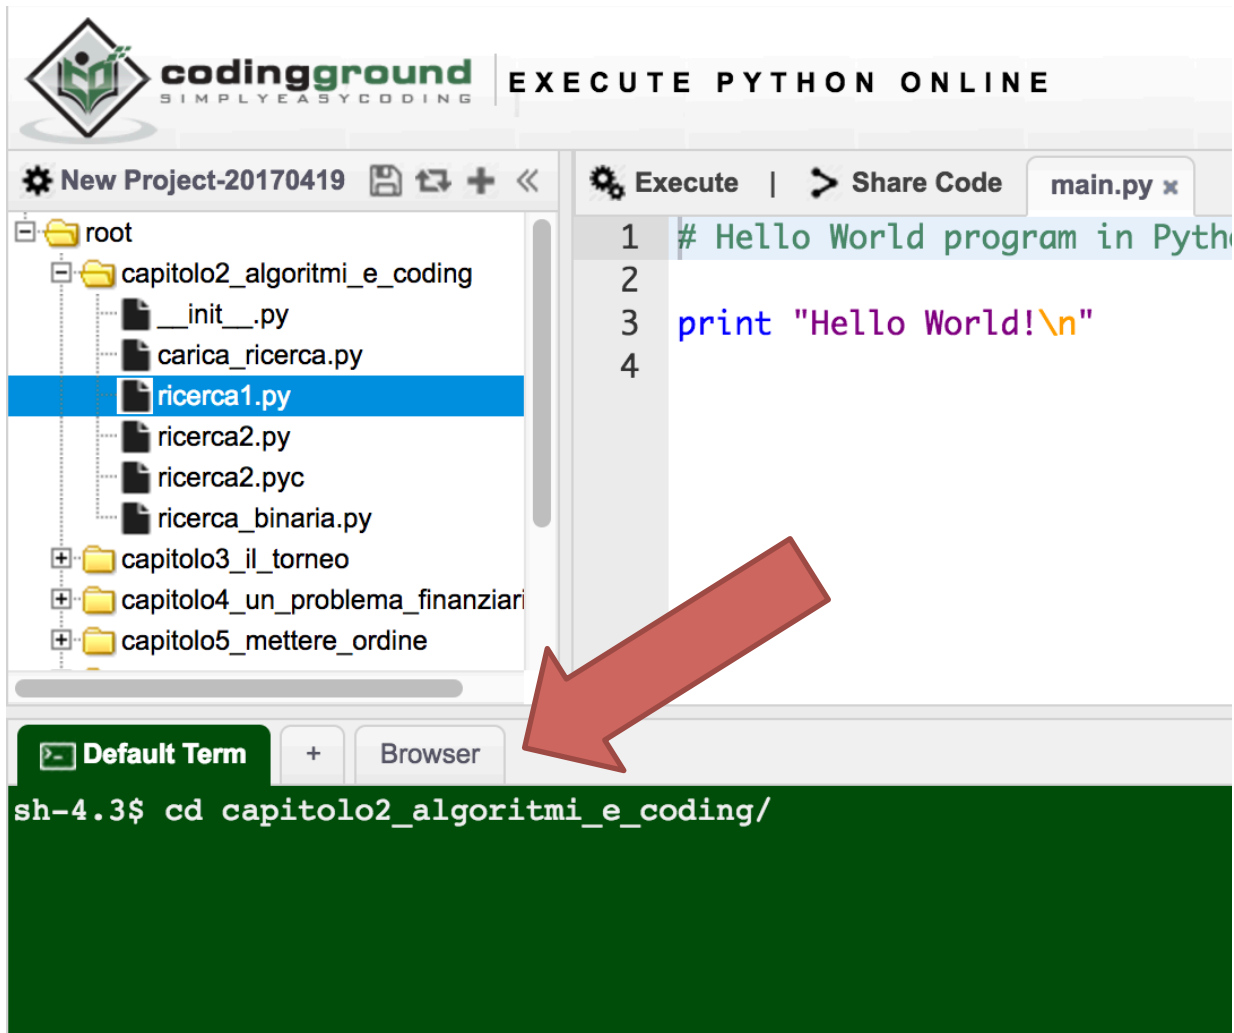 codingground
SIMPLYEASYCODING
EXECUTE PYTHON ONLINE
New Project-20170419
root
capitolo2_algoritmi_e_coding
__init__.py
carica_ricerca.py
ricerca1.py
ricerca2.py
ricerca2.pyc
ricerca_binaria.py
capitolo3_il_torneo
capitolo4_un_problema_finanziari
capitolo5_mettere_ordine
Execute | Share Code main.py ×
1 # Hello World program in Pytho
2
3 print "Hello World!\n"
4
Default Term + Browser
sh-4.3$ cd capitolo2_algoritmi_e_coding/